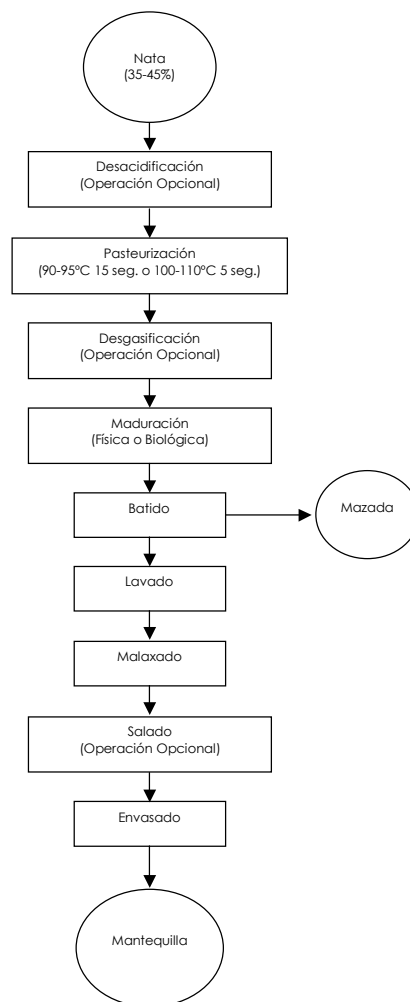 Nata
(35-45%)
Desacidificación
(Operación Opcional)
Pasteurización
(90-95ºC 15 seg. o 100-110ºC 5 seg.)
Desgasificación
(Operación Opcional)
Maduración
(Física o Biológica)
Batido
Mazada
Lavado
Malaxado
Salado
(Operación Opcional)
Envasado
Mantequilla